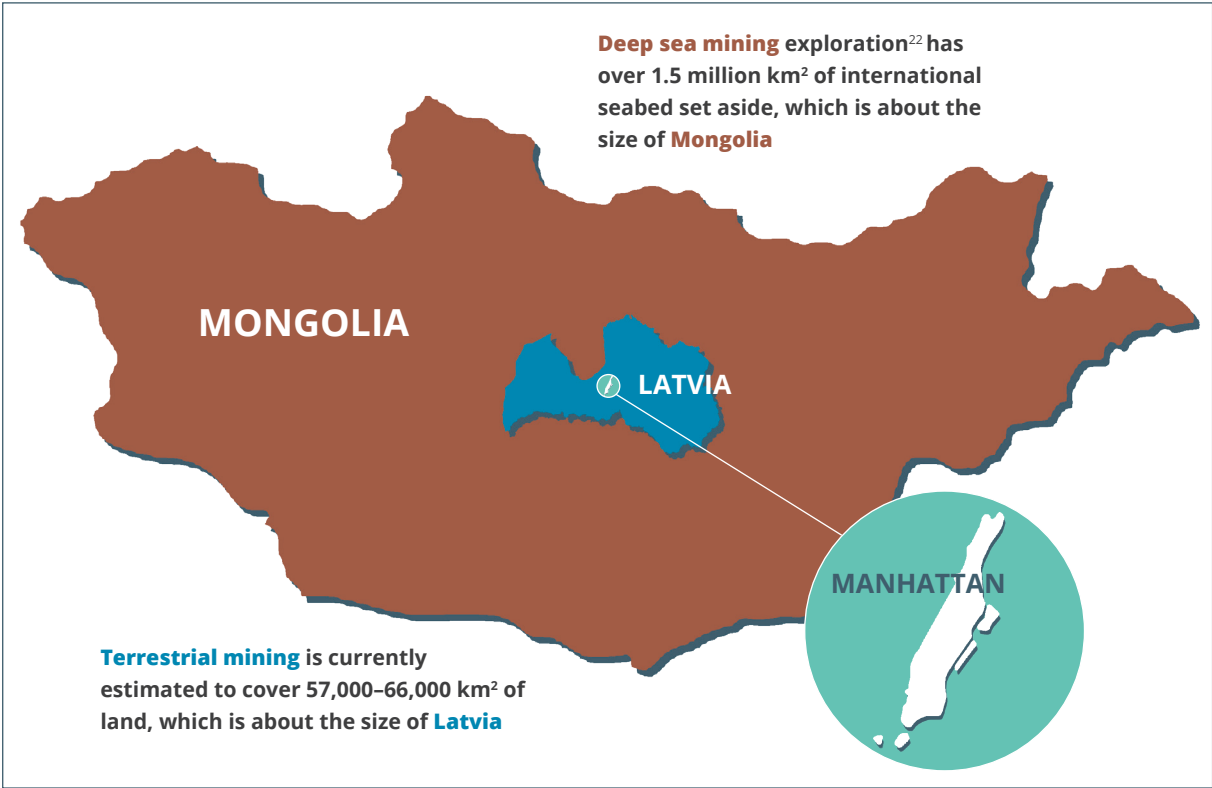 Deep sea mining exploration²² has
over 1.5 million km² of international
seabed set aside, which is about the
size of Mongolia
MONGOLIA
LATVIA
MANHATTAN
Terrestrial mining is currently
estimated to cover 57,000–66,000 km² of
land, which is about the size of Latvia